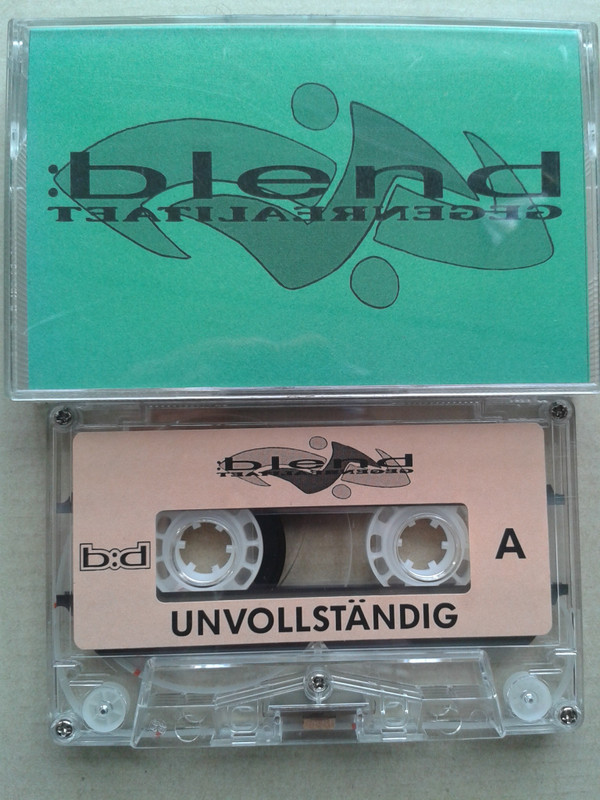 :blend
GEGENREALITAET
:blend
GEGENREALITAET
b:d
A
UNVOLLSTÄNDIG